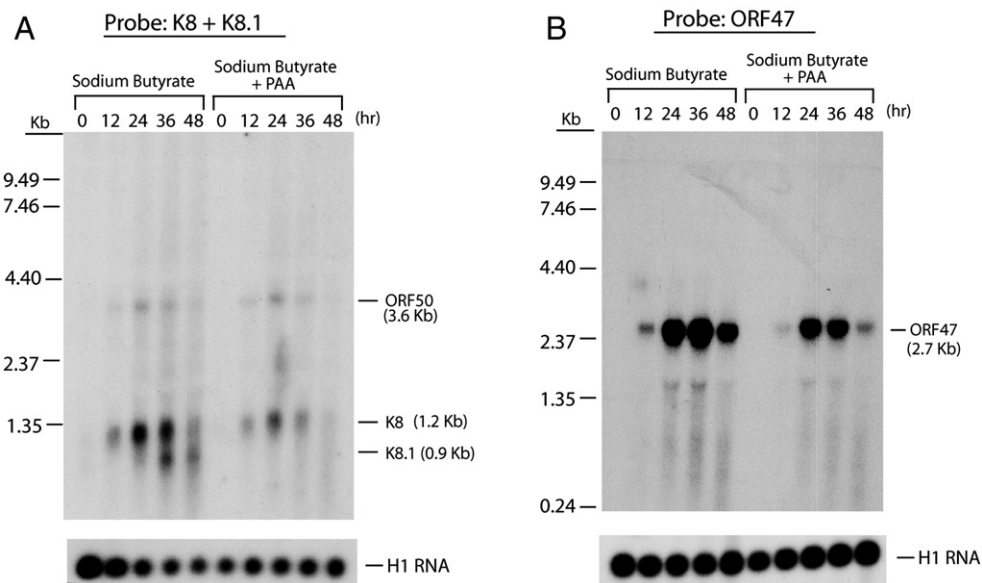 A
Probe: K8 + K8.1
Sodium Butyrate
Sodium Butyrate
+ PAA
Kb
0 12 24 36 48 0 12 24 36 48 (hr)
9.49
7.46
4.40
2.37
1.35
ORF50
(3.6 Kb)
K8 (1.2 Kb)
K8.1 (0.9 Kb)
H1 RNA
B
Probe: ORF47
Sodium Butyrate
Sodium Butyrate
+ PAA
Kb
0 12 24 36 48 0 12 24 36 48 (hr)
9.49
7.46
4.40
2.37
1.35
0.24
ORF47
(2.7 Kb)
H1 RNA